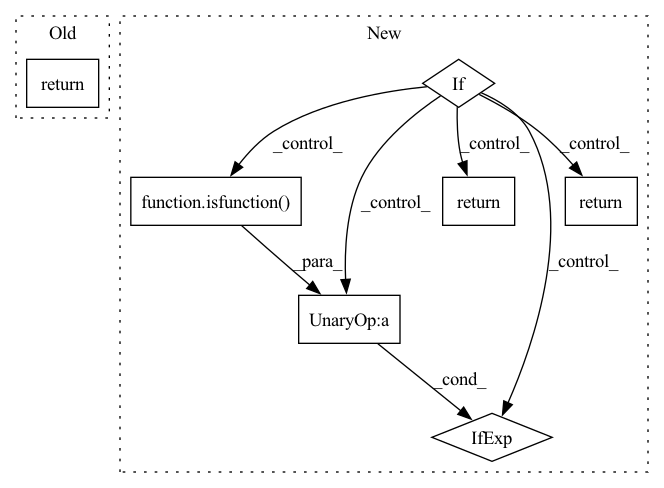 Old
New
return
If
_control_
_control_
_control_
function.isfunction()
return
return
_control_
_control_
_para_
UnaryOp:a
_cond_
IfExp